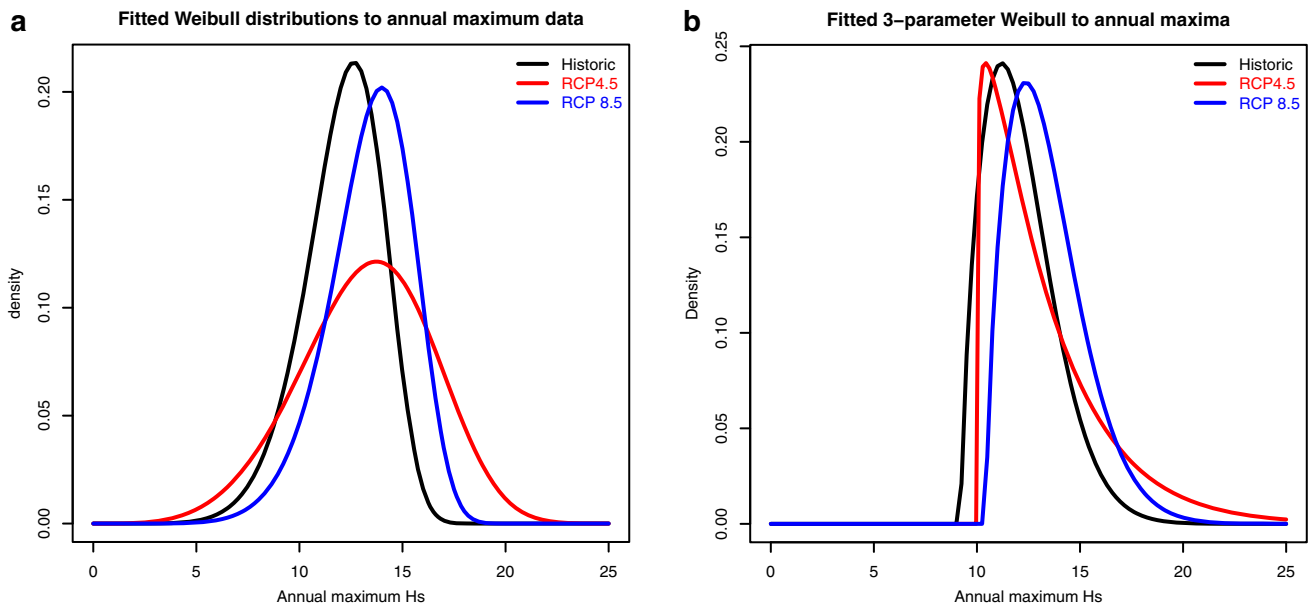 a
Fitted Weibull distributions to annual maximum data
Historic
RCP4.5
RCP 8.5
density
0.20
0.15
0.10
0.05
0.00
0 5 10 15 20 25
Annual maximum Hs
b
Fitted 3−parameter Weibull to annual maxima
Historic
RCP4.5
RCP 8.5
Density
0.25
0.20
0.15
0.10
0.05
0.00
0 5 10 15 20 25
Annual maximum Hs